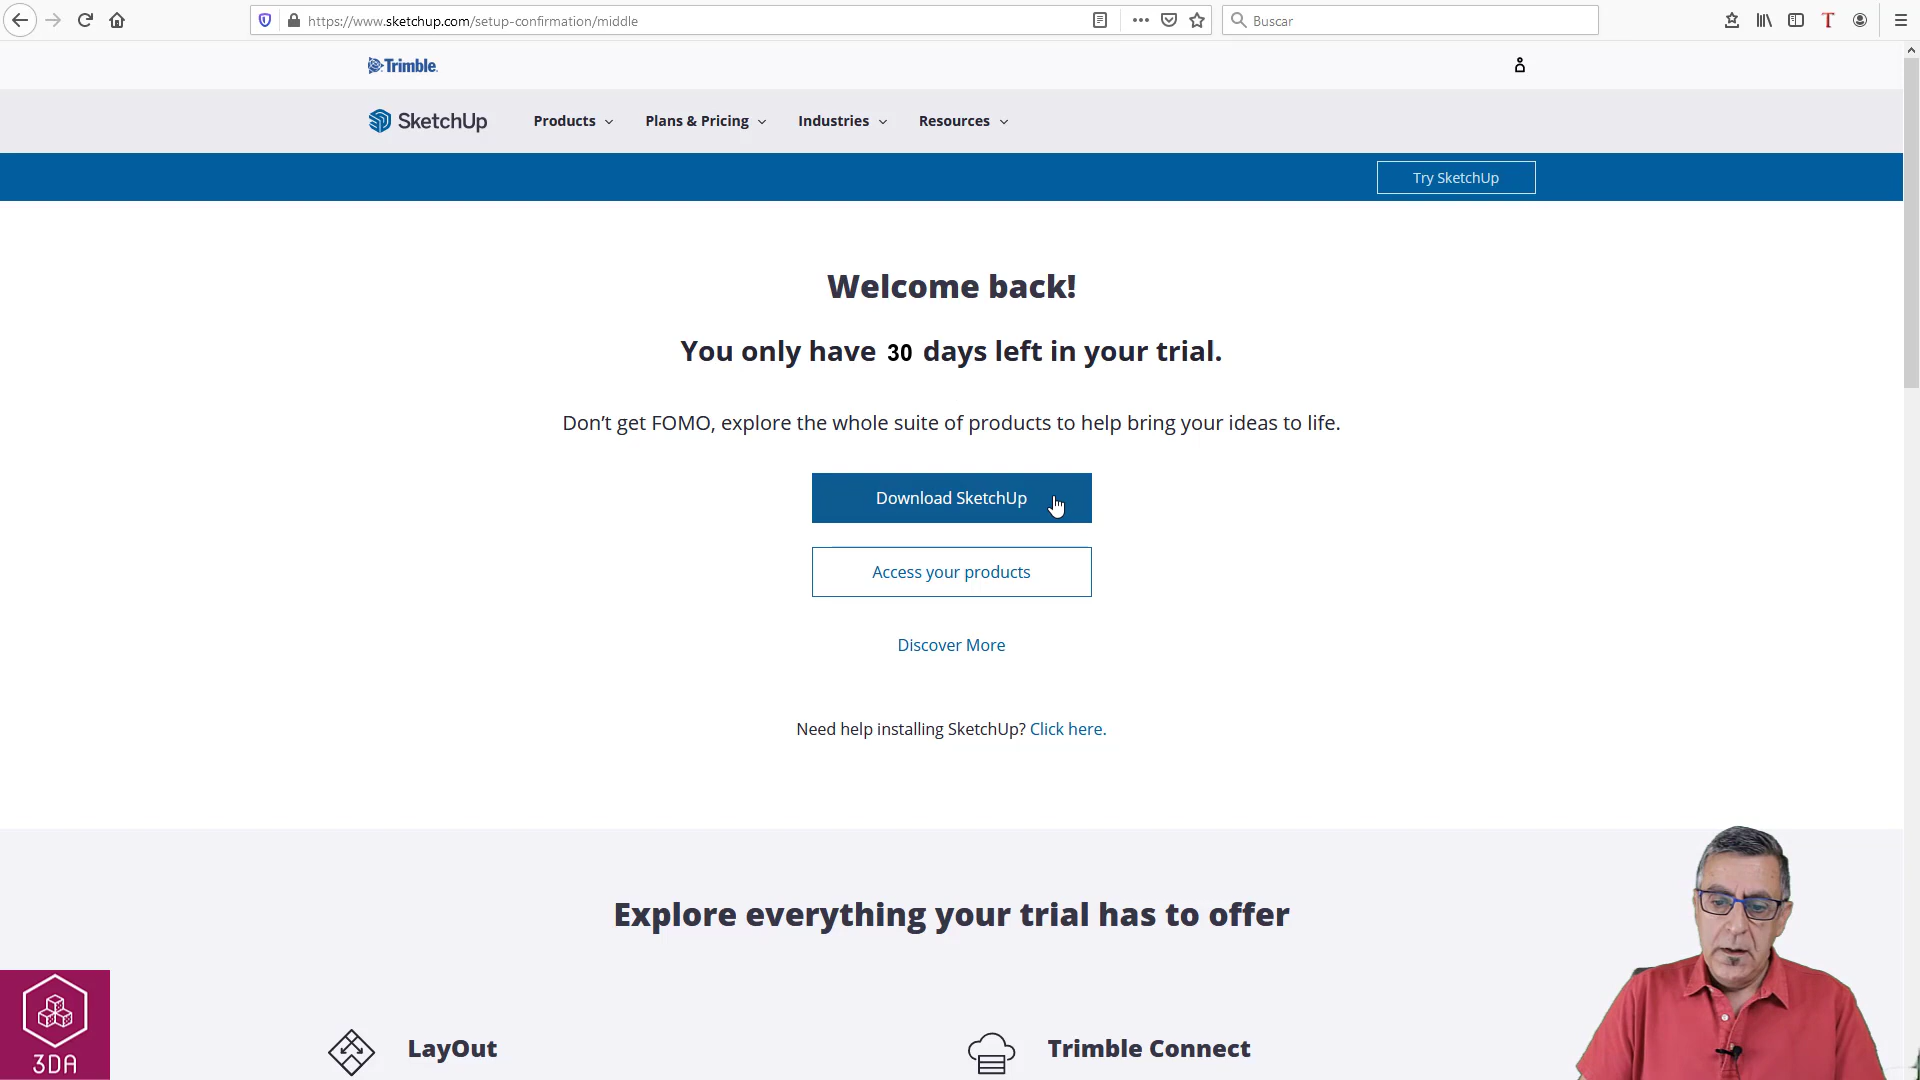 https://www.sketchup.com/setup-confirmation/middle
Buscar
T
Trimble
SketchUp
Products
Plans & Pricing
Industries
Resources
Try SketchUp
Welcome back!
You only have 30 days left in your trial.
Don’t get FOMO, explore the whole suite of products to help bring your ideas to life.
Download SketchUp
Access your products
Discover More
Need help installing SketchUp? Click here.
Explore everything your trial has to offer
LayOut
Trimble Connect
3DA